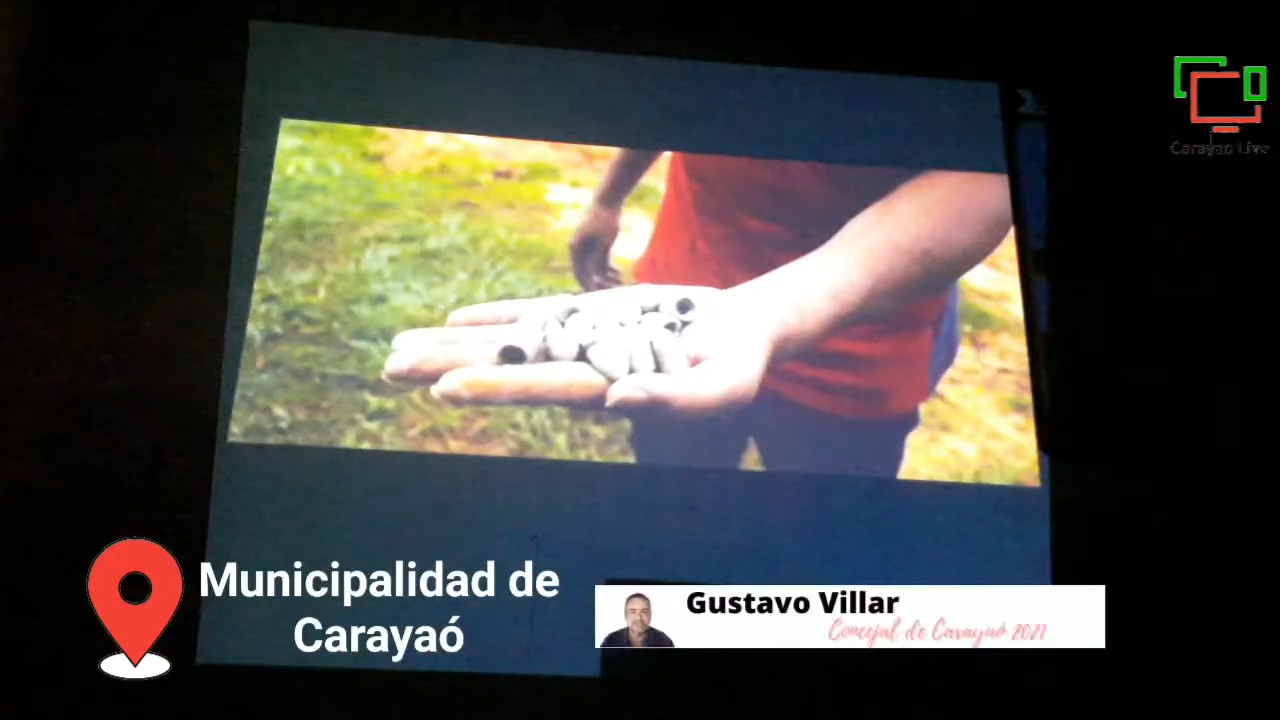 Carayao Live
Municipalidad de
Carayaó
Gustavo Villar
Concejal de Carayaó 2021